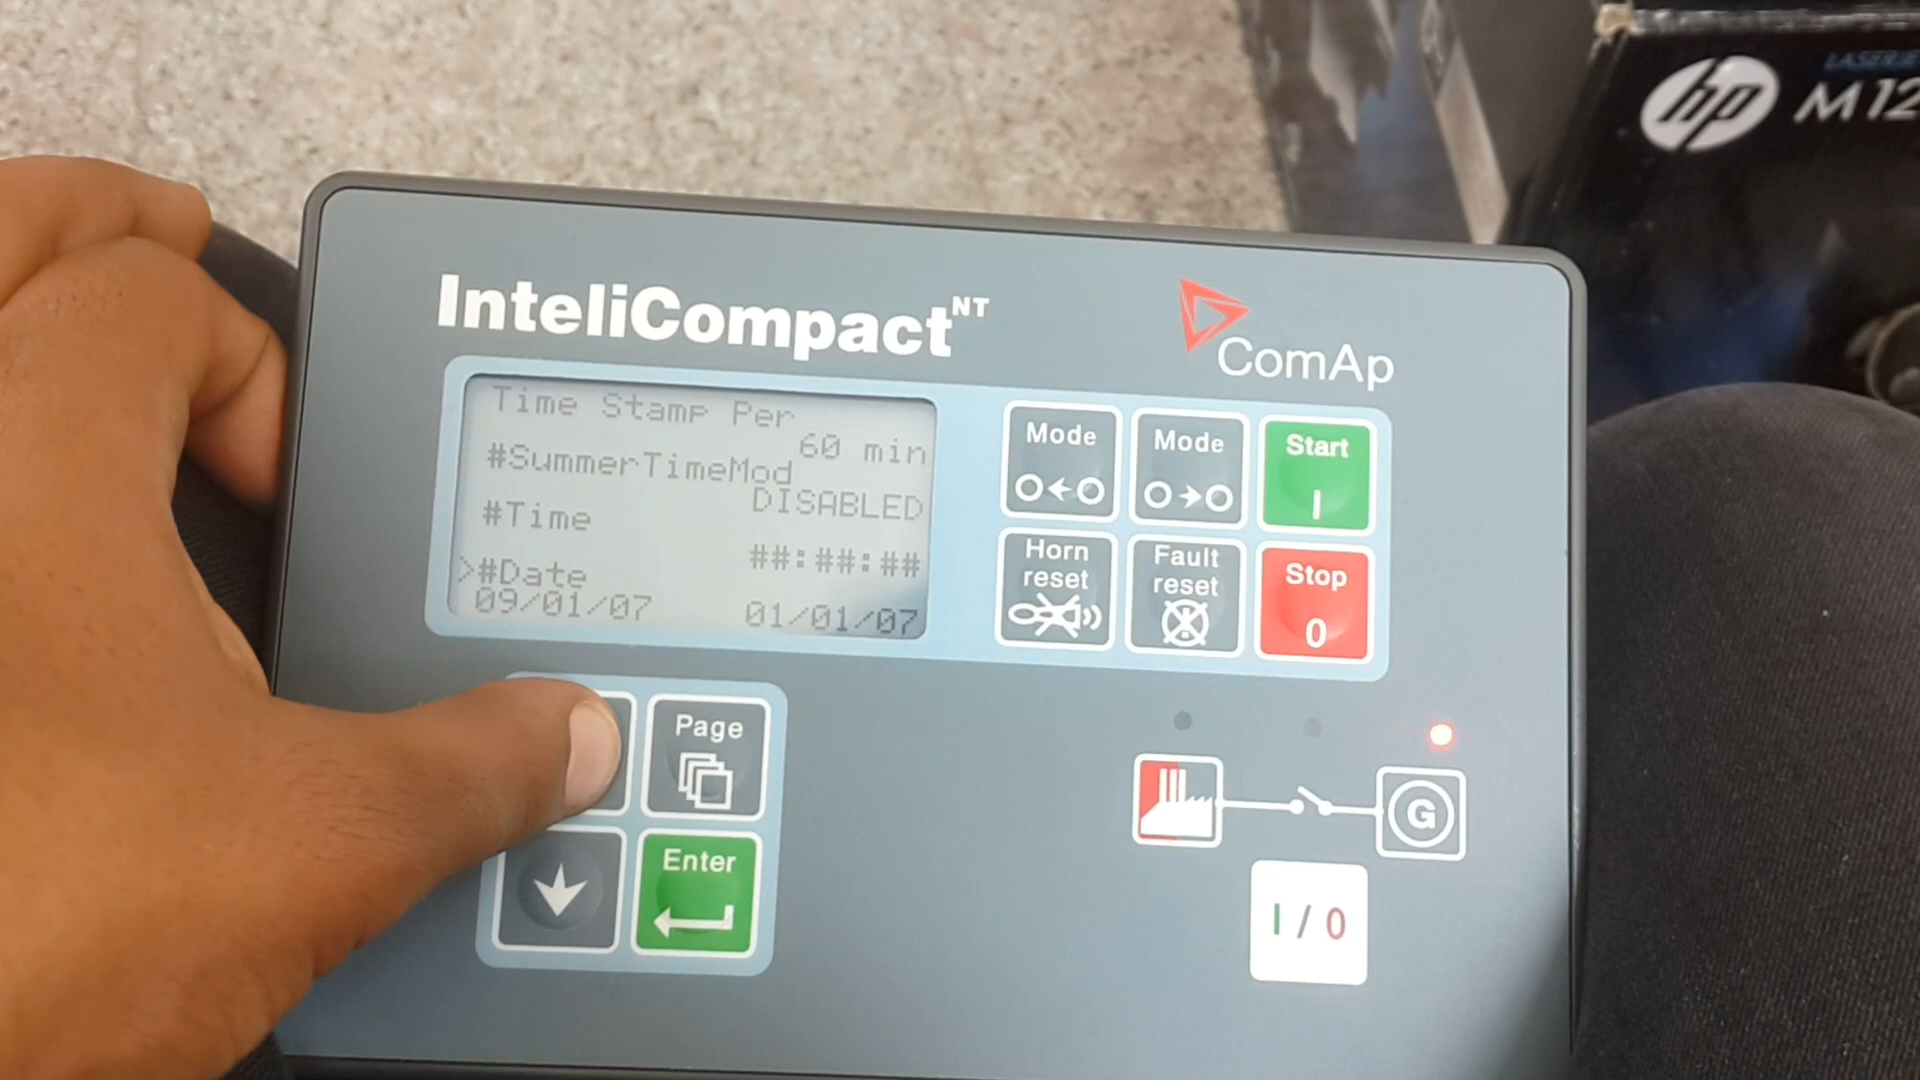 hp LASERJET
M12
InteliCompact NT
ComAp
Time Stamp Per
60 min
#SummerTimeMod
DISABLED
#Time
##:##:##
>#Date
09/01/07 01/01/07
Mode
Mode
Start
I
Horn reset
Fault reset
Stop
0
Page
Enter
G
I / 0